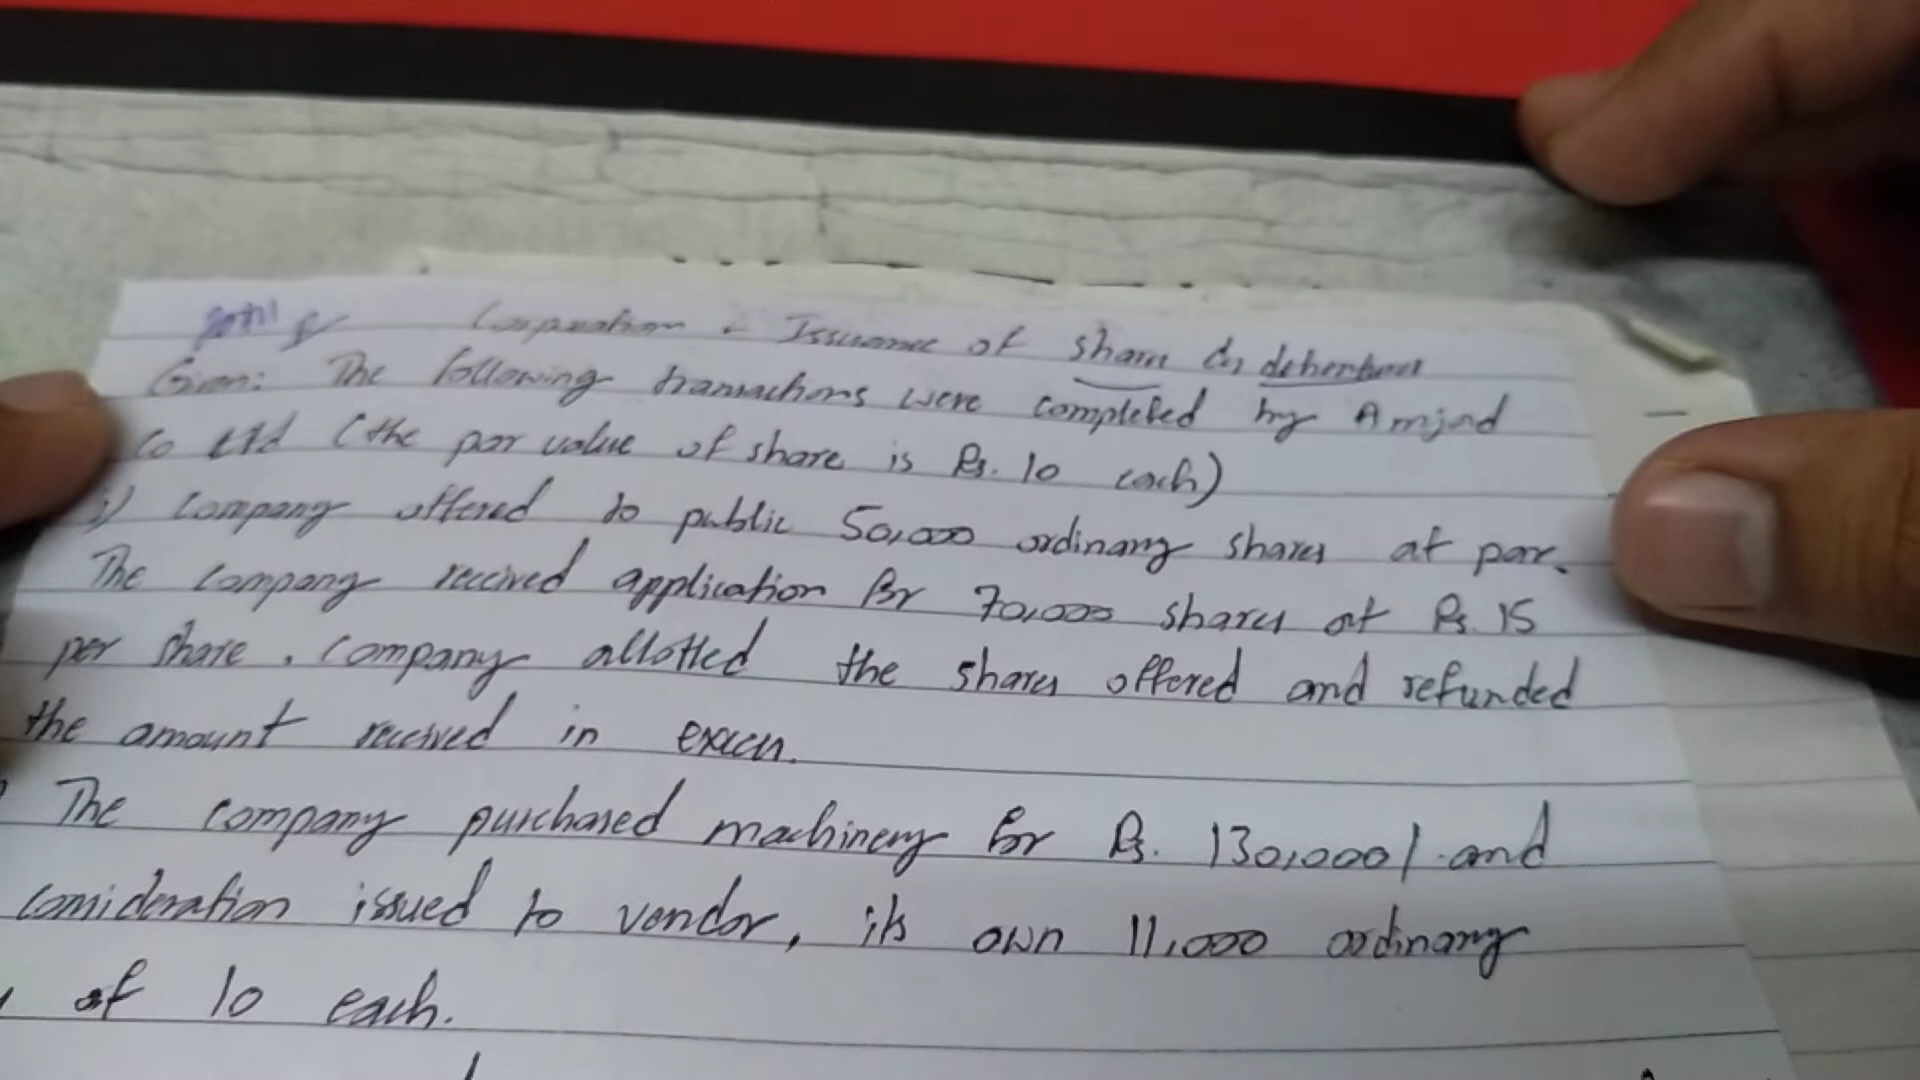 Corporation - Issuance of share & debenture
Given: The following transactions were completed by Amjad
Co Ltd (the par value of share is Rs. 10 each)
i) Company offered to public 50,000 ordinary shares at par.
The company received application for 70,000 shares at Rs. 15
per share. Company allotted the shares offered and refunded
the amount received in excess.
The company purchased machinery for Rs. 130,000/- and
consideration issued to vendor, its own 11,000 ordinary
of 10 each.